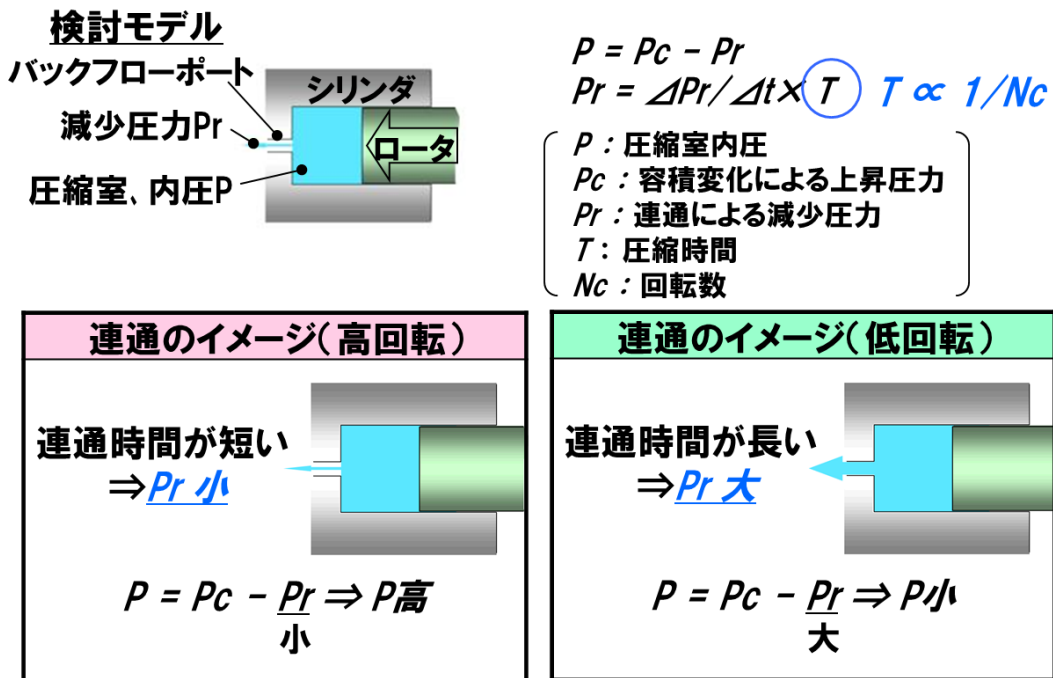 検討モデル
バックフローポート
シリンダ
減少圧力Pr
ロータ
圧縮室、内圧P
P = Pc - Pr
Pr = ⊿Pr/⊿t×T T ∝ 1/Nc
P : 圧縮室内圧
Pc : 容積変化による上昇圧力
Pr : 連通による減少圧力
T : 圧縮時間
Nc : 回転数
連通のイメージ(高回転)
連通時間が短い
⇒Pr 小
P = Pc - Pr ⇒ P高
小
連通のイメージ(低回転)
連通時間が長い
⇒Pr 大
P = Pc - Pr ⇒ P小
大